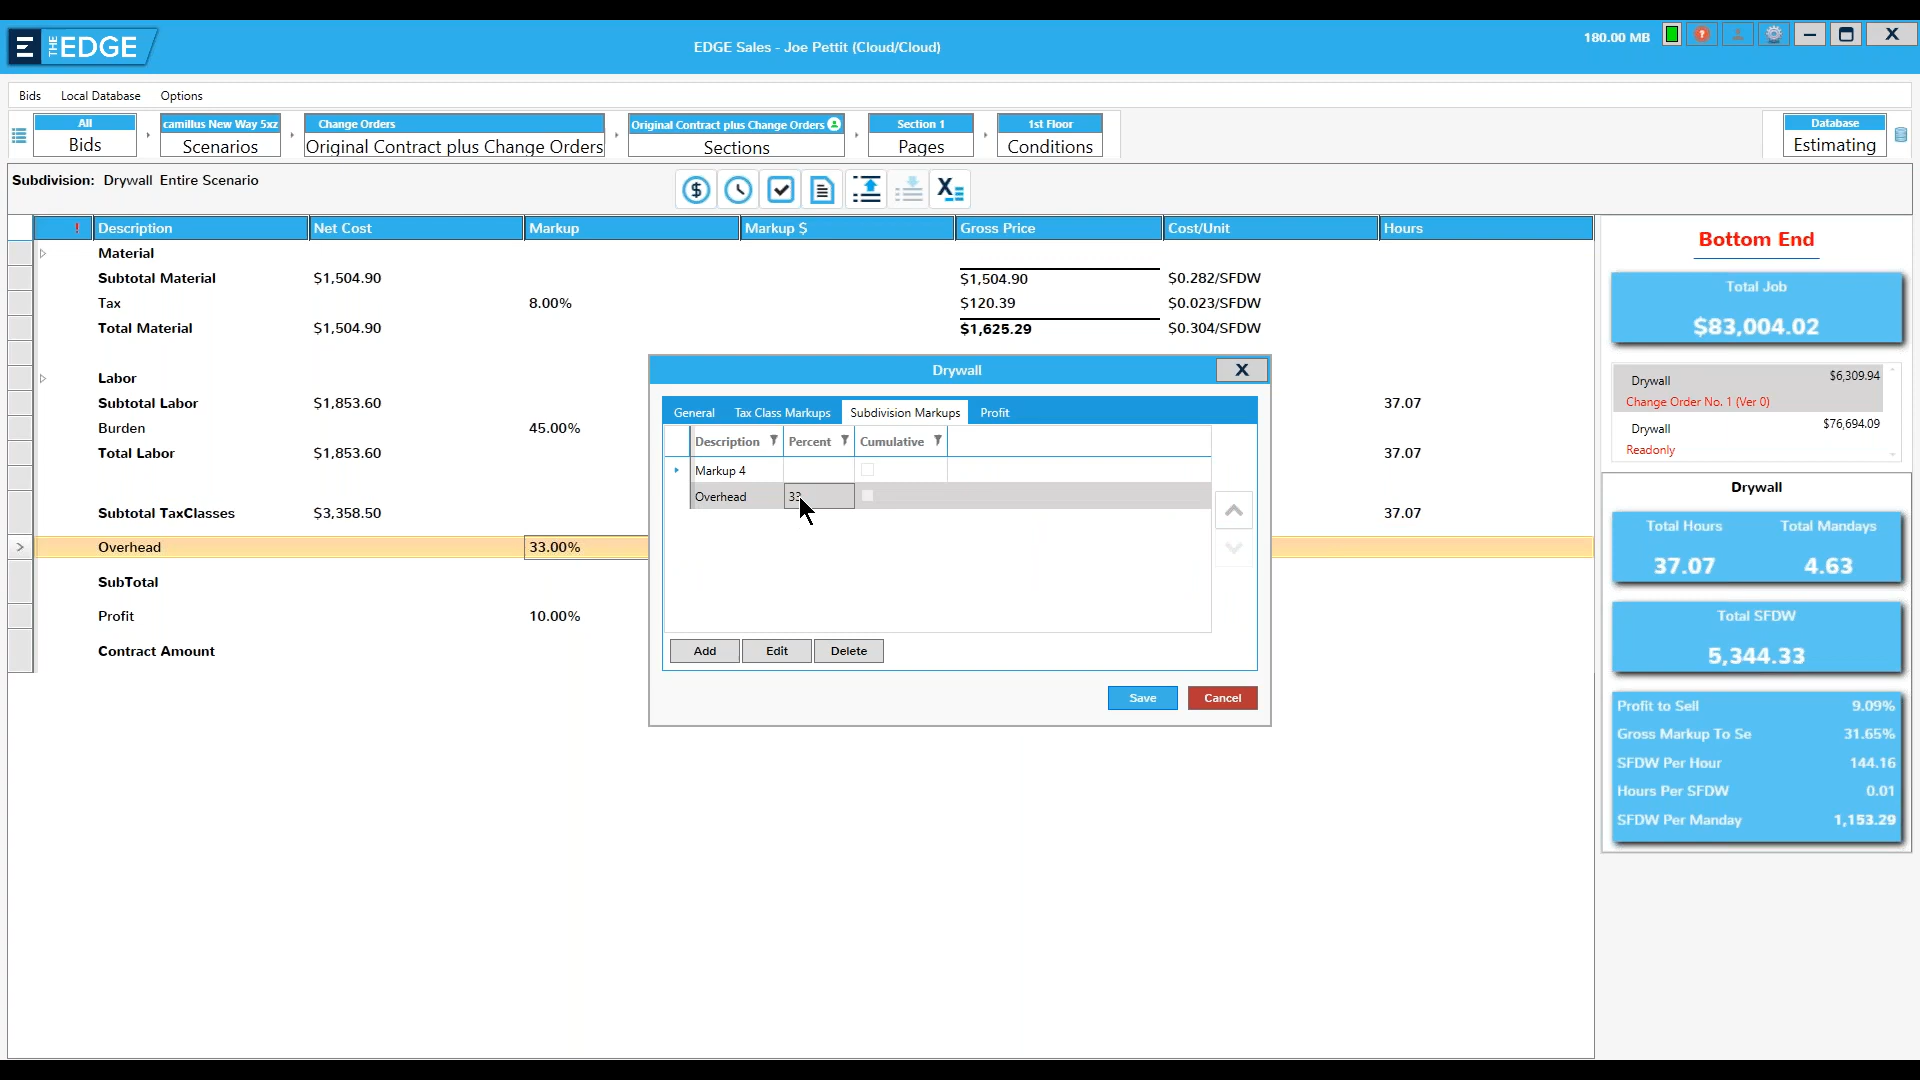 E THE EDGE
EDGE Sales - Joe Pettit (Cloud/Cloud)
180.00 MB
?
X
Bids Local Database Options
All
Bids
camillus New Way 5xz
Scenarios
Change Orders
Original Contract plus Change Orders
Original Contract plus Change Orders
Sections
Section 1
Pages
1st Floor
Conditions
Database
Estimating
Subdivision: Drywall Entire Scenario
! Description Net Cost Markup Markup $ Gross Price Cost/Unit Hours
Material
Subtotal Material $1,504.90 $1,504.90 $0.282/SFDW
Tax 8.00% $120.39 $0.023/SFDW
Total Material $1,504.90 $1,625.29 $0.304/SFDW
Labor
Subtotal Labor $1,853.60 37.07
Burden 45.00%
Total Labor $1,853.60 37.07
Subtotal TaxClasses $3,358.50 37.07
Overhead 33.00%
SubTotal
Profit 10.00%
Contract Amount
Drywall
X
General Tax Class Markups Subdivision Markups Profit
Description Percent Cumulative
Markup 4
Overhead 33
Add Edit Delete
Save Cancel
Bottom End
Total Job
$83,004.02
Drywall $6,309.94
Change Order No. 1 (Ver 0)
Drywall $76,694.09
Readonly
Drywall
Total Hours Total Mandays
37.07 4.63
Total SFDW
5,344.33
Profit to Sell 9.09%
Gross Markup To Se 31.65%
SFDW Per Hour 144.16
Hours Per SFDW 0.01
SFDW Per Manday 1,153.29